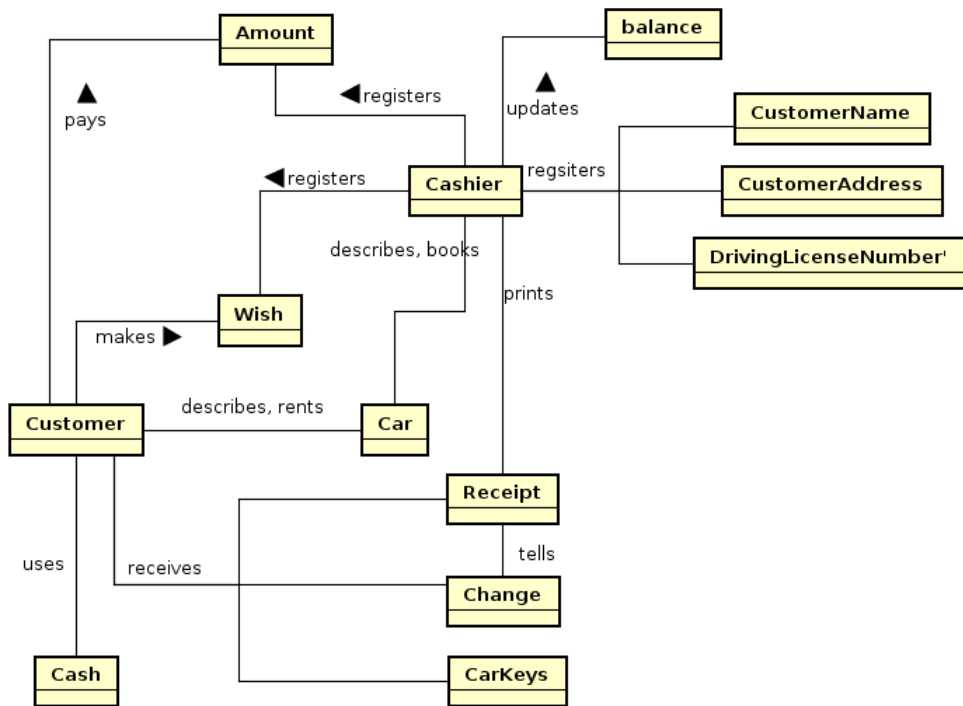 Amount
balance
registers
pays
updates
CustomerName
registers
Cashier
regsiters
CustomerAddress
describes, books
DrivingLicenseNumber'
prints
Wish
makes
describes, rents
Customer
Car
Receipt
uses
receives
tells
Change
Cash
CarKeys